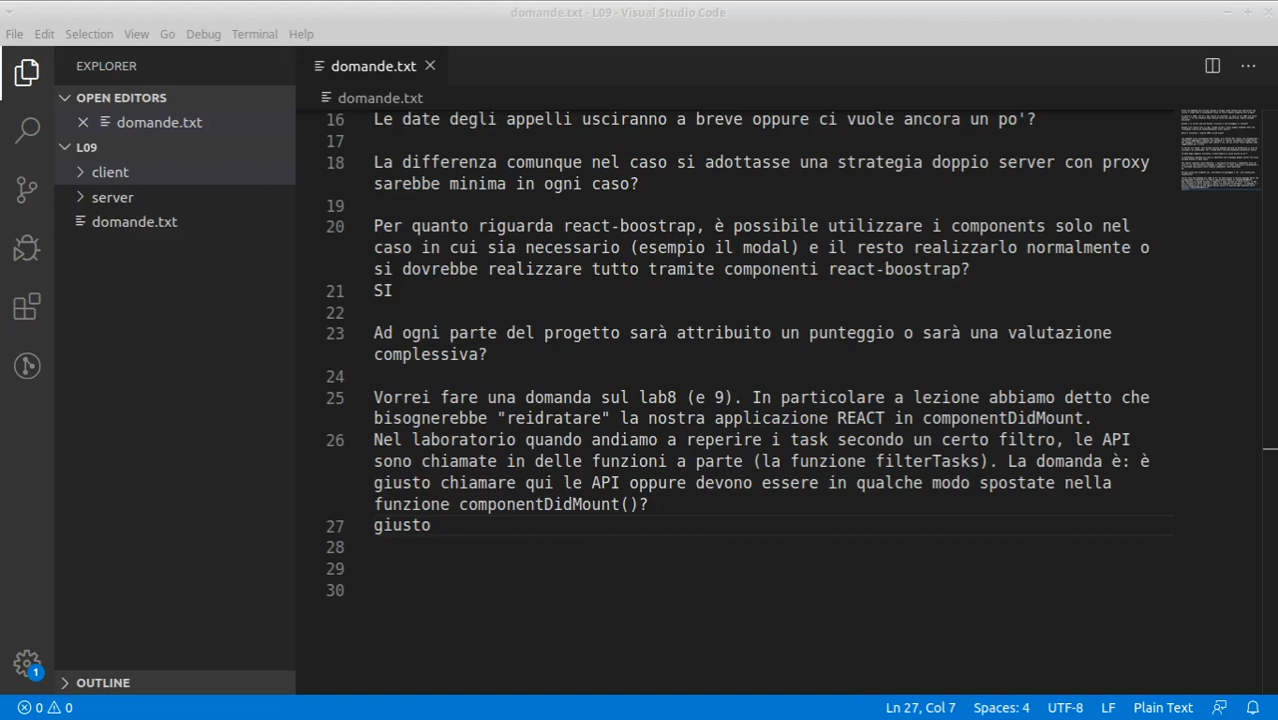 domande.txt - L09 - Visual Studio Code
File Edit Selection View Go Debug Terminal Help
EXPLORER
OPEN EDITORS
domande.txt
L09
client
server
domande.txt
OUTLINE
domande.txt
domande.txt
16 Le date degli appelli usciranno a breve oppure ci vuole ancora un po'?
17
18 La differenza comunque nel caso si adottasse una strategia doppio server con proxy
sarebbe minima in ogni caso?
19
20 Per quanto riguarda react-boostrap, è possibile utilizzare i components solo nel
caso in cui sia necessario (esempio il modal) e il resto realizzarlo normalmente o
si dovrebbe realizzare tutto tramite componenti react-boostrap?
21 SI
22
23 Ad ogni parte del progetto sarà attribuito un punteggio o sarà una valutazione
complessiva?
24
25 Vorrei fare una domanda sul lab8 (e 9). In particolare a lezione abbiamo detto che
bisognerebbe "reidratare" la nostra applicazione REACT in componentDidMount.
26 Nel laboratorio quando andiamo a reperire i task secondo un certo filtro, le API
sono chiamate in delle funzioni a parte (la funzione filterTasks). La domanda è: è
giusto chiamare qui le API oppure devono essere in qualche modo spostate nella
funzione componentDidMount()?
27 giusto
28
29
30
1
0 0 Ln 27, Col 7 Spaces: 4 UTF-8 LF Plain Text